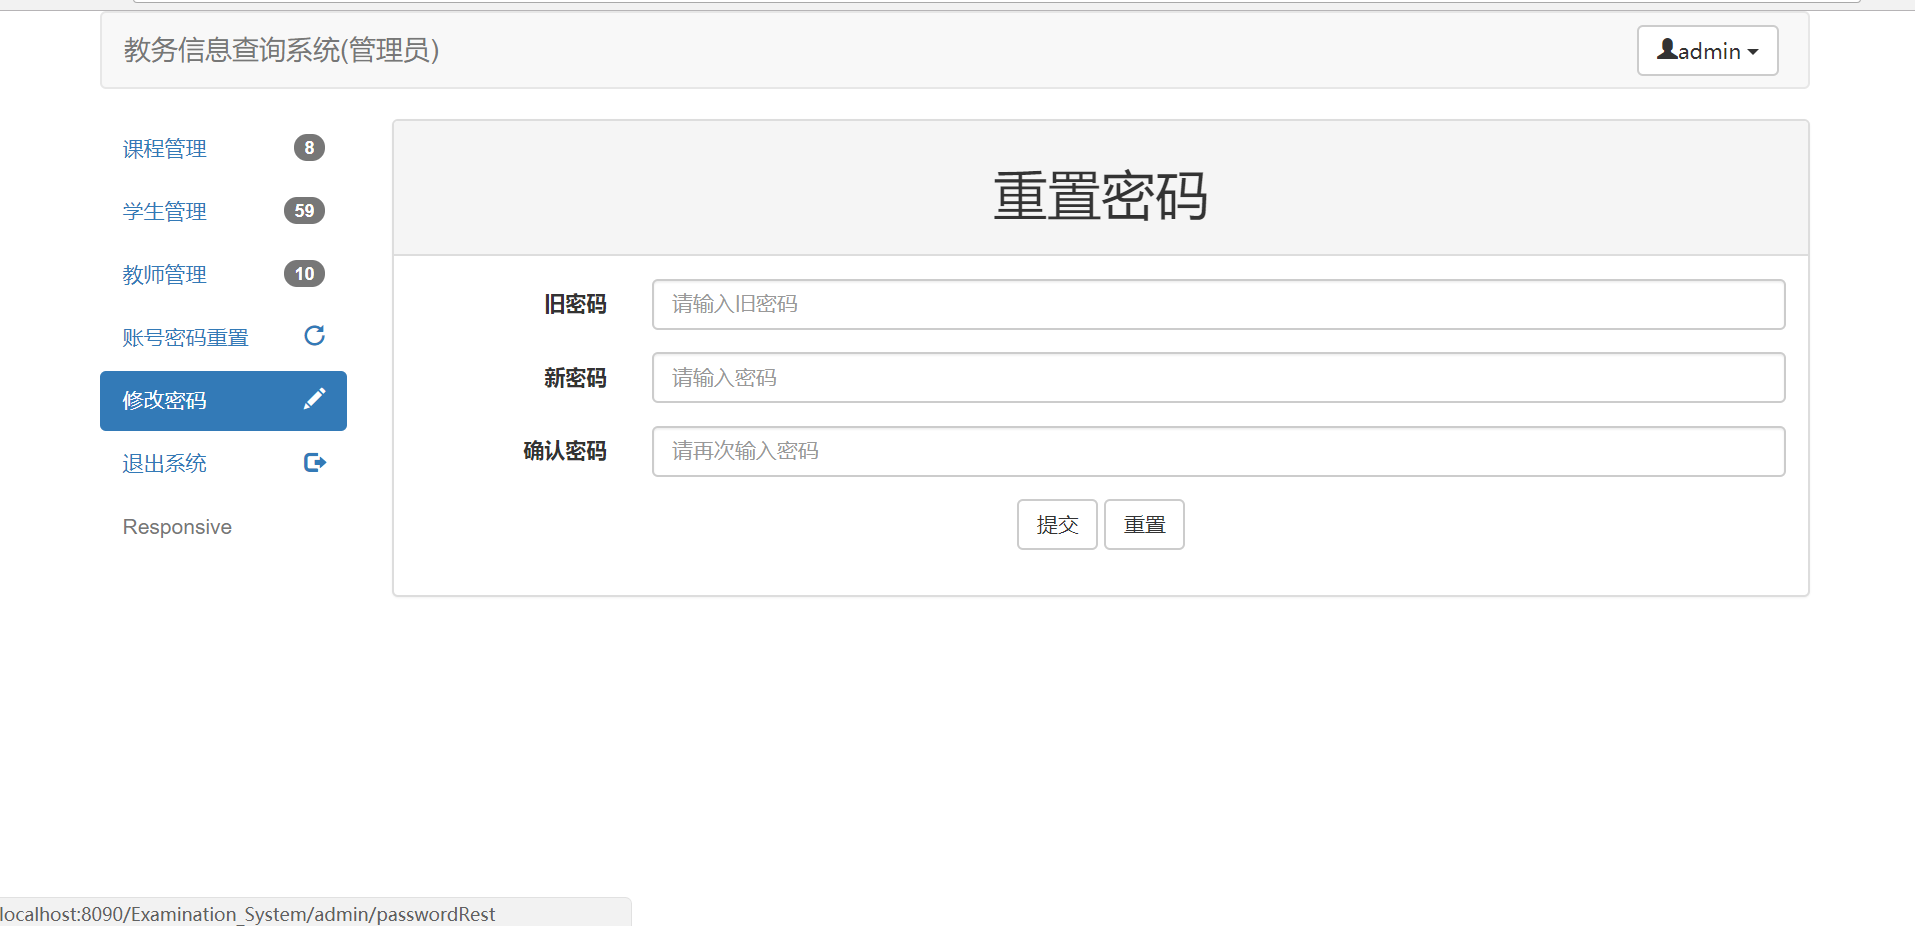 教务信息查询系统(管理员)
admin
课程管理 8
学生管理 59
教师管理 10
账号密码重置
修改密码
退出系统
Responsive
重置密码
旧密码 请输入旧密码
新密码 请输入密码
确认密码 请再次输入密码
提交 重置
localhost:8090/Examination_System/admin/passwordRest